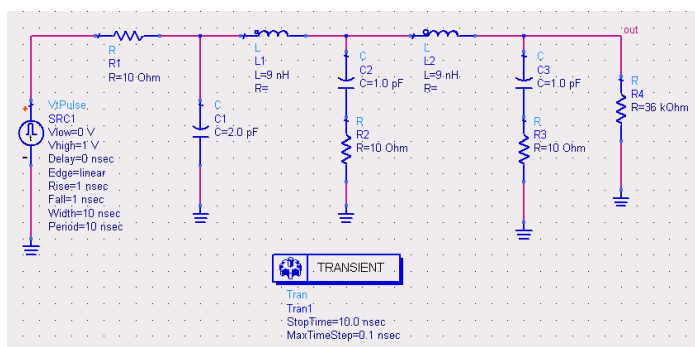 out
R
R1
R=10 Ohm
L
L1
L=9 nH
R=
C
C2
C=1.0 pF
L
L2
L=9 nH
R=
C
C3
C=1.0 pF
R
R4
R=36 kOhm
VtPulse
SRC1
Vlow=0 V
Vhigh=1 V
Delay=0 nsec
Edge=linear
Rise=1 nsec
Fall=1 nsec
Width=10 nsec
Period=10 nsec
+
t
-
C
C1
C=2.0 pF
R
R2
R=10 Ohm
R
R3
R=10 Ohm
TRANSIENT
Tran
Tran1
StopTime=10.0 nsec
MaxTimeStep=0.1 nsec